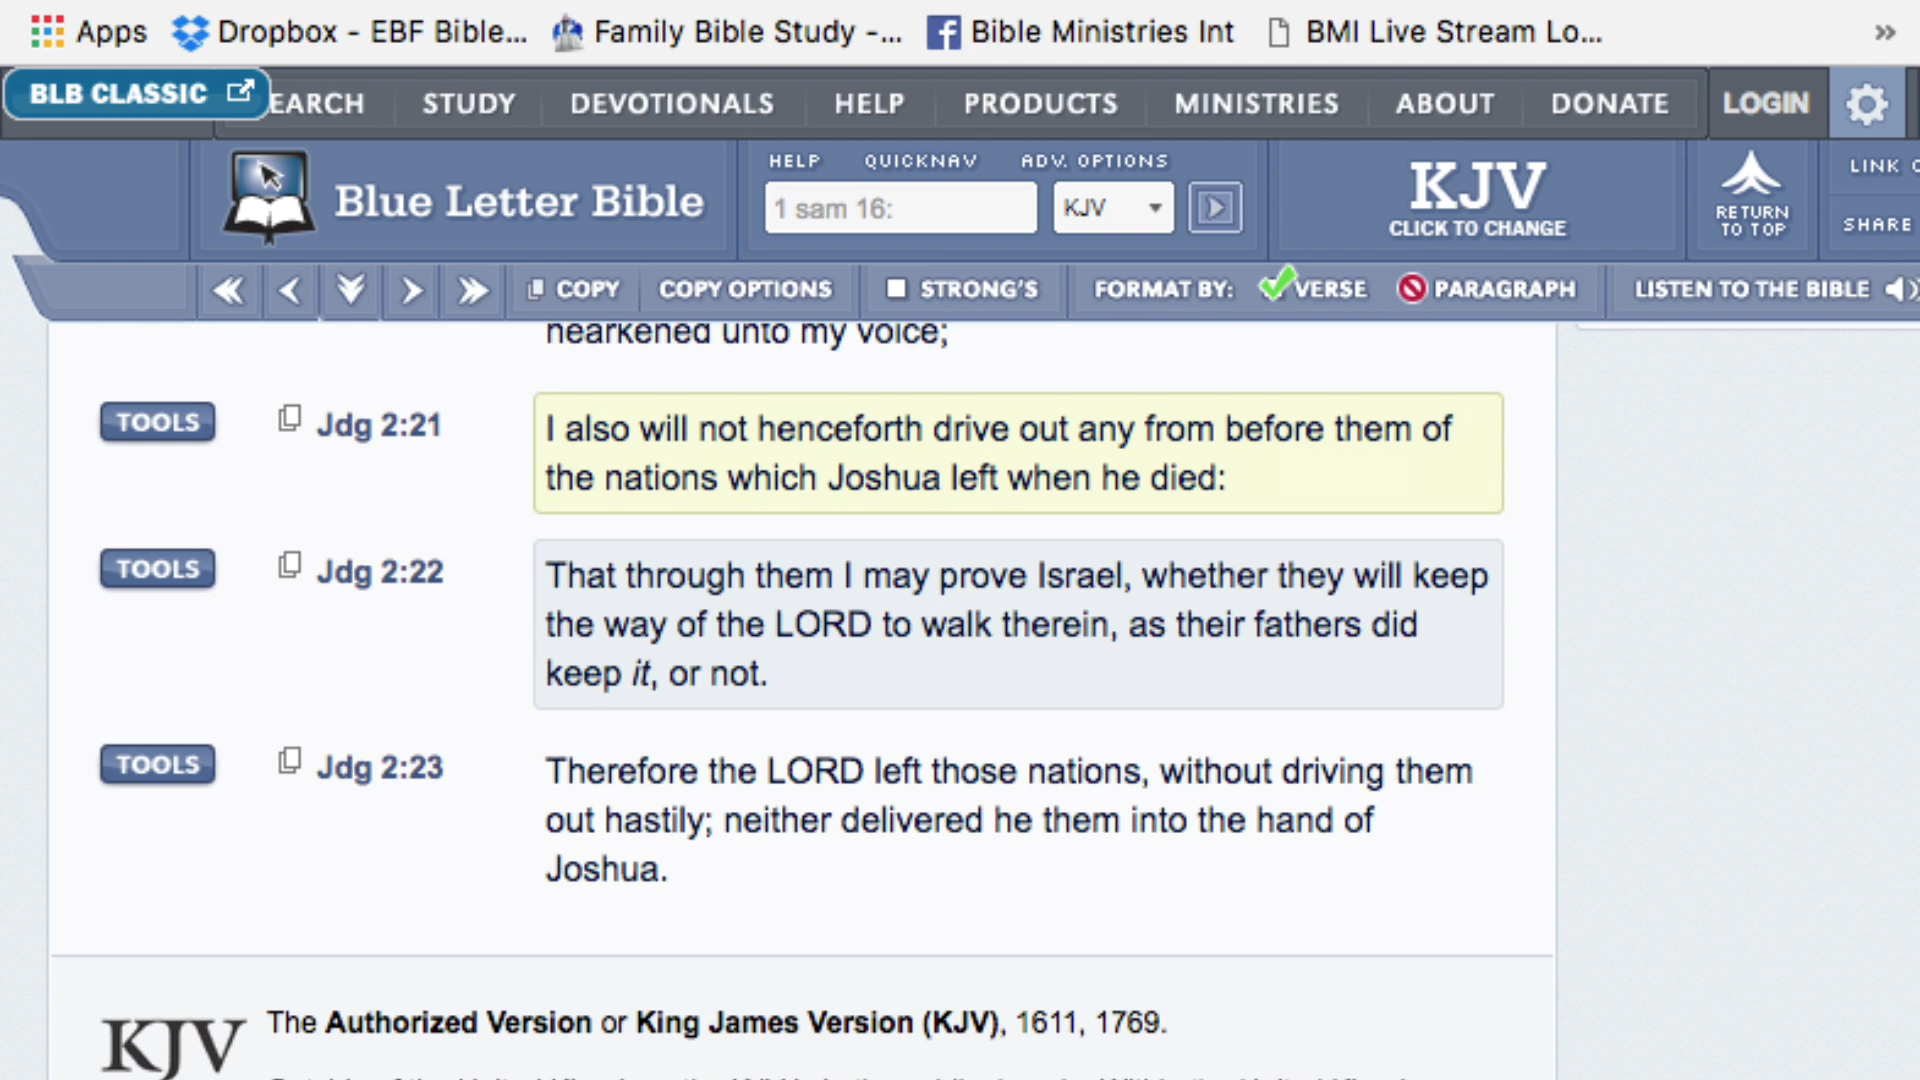 Apps Dropbox - EBF Bible... Family Bible Study -... Bible Ministries Int BMI Live Stream Lo... »
BLB CLASSIC EARCH STUDY DEVOTIONALS HELP PRODUCTS MINISTRIES ABOUT DONATE LOGIN
HELP QUICKNAV ADV. OPTIONS
Blue Letter Bible
1 sam 16:
KJV
KJV
CLICK TO CHANGE
RETURN
TO TOP
LINK
SHARE
COPY COPY OPTIONS STRONG'S FORMAT BY: VERSE PARAGRAPH LISTEN TO THE BIBLE
hearkened unto my voice;
TOOLS Jdg 2:21 I also will not henceforth drive out any from before them of
the nations which Joshua left when he died:
TOOLS Jdg 2:22 That through them I may prove Israel, whether they will keep
the way of the LORD to walk therein, as their fathers did
keep it, or not.
TOOLS Jdg 2:23 Therefore the LORD left those nations, without driving them
out hastily; neither delivered he them into the hand of
Joshua.
KJV The Authorized Version or King James Version (KJV), 1611, 1769.